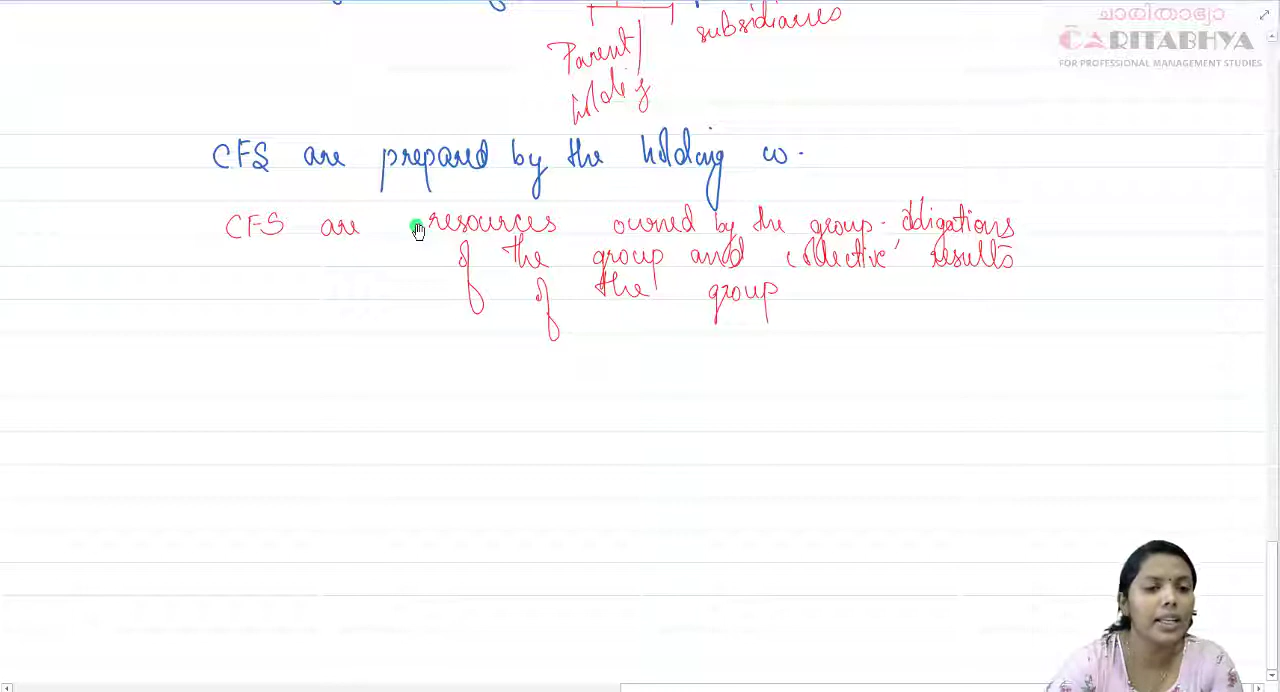 subsidiaries
Parent/
holding
ചാരിതാഭ്യാ
CARITABHYA
FOR PROFESSIONAL MANAGEMENT STUDIES
CFS are prepared by the holding co.
CFS are resources owned by the group. obligations
of the group and collective results
of the group